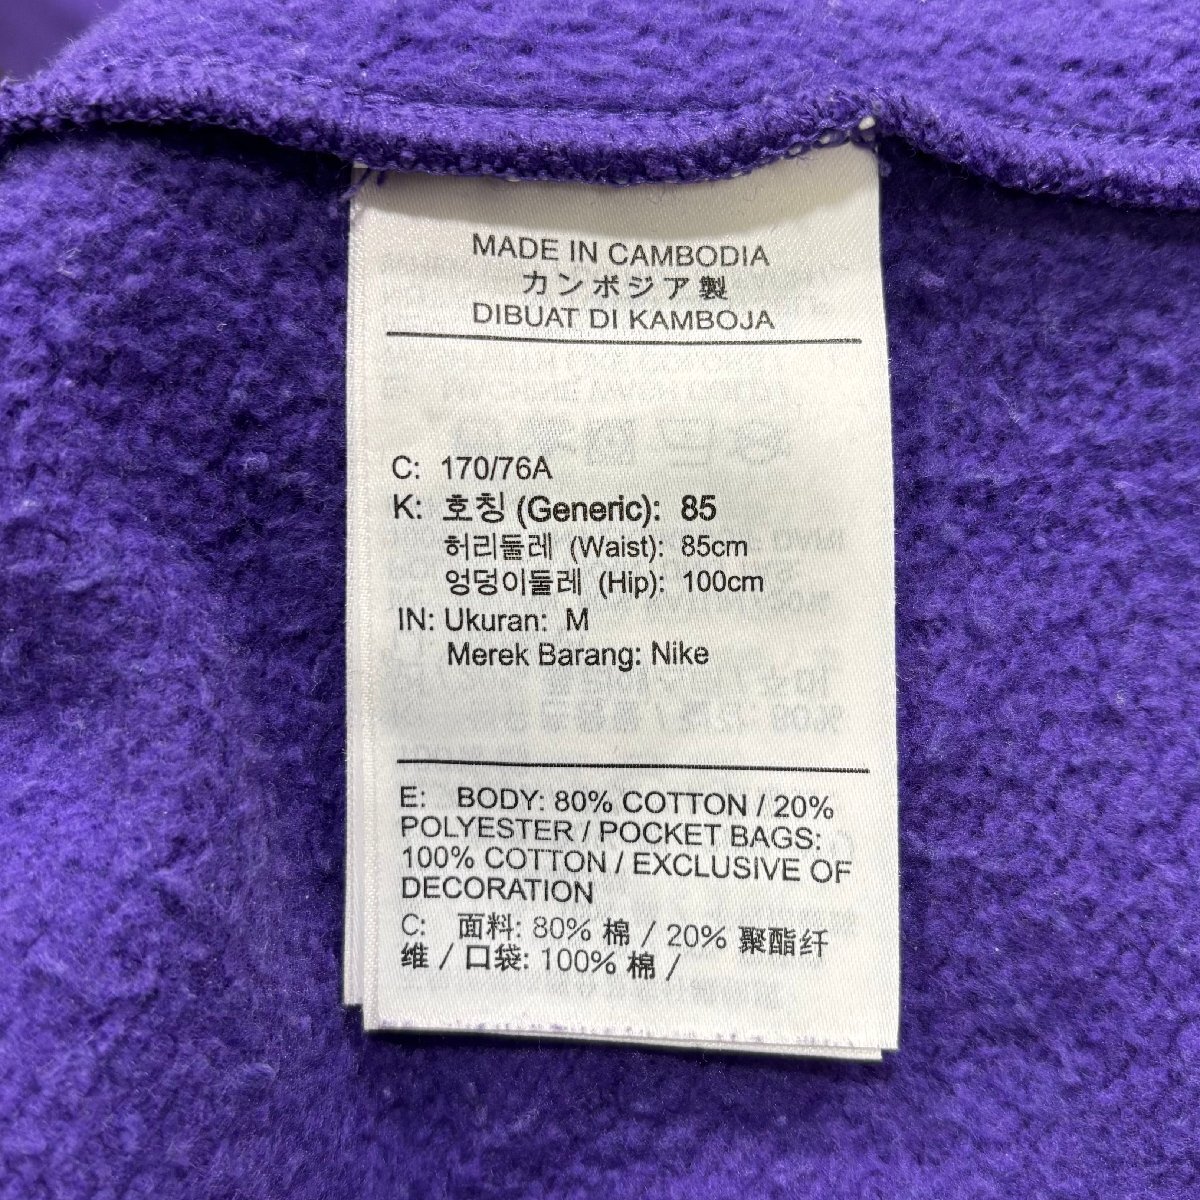 MADE IN CAMBODIA
カンボジア製
DIBUAT DI KAMBOJA
C: 170/76A
K: 호칭 (Generic): 85
허리둘레 (Waist): 85cm
엉덩이둘레 (Hip): 100cm
IN: Ukuran: M
Merek Barang: Nike
E: BODY: 80% COTTON / 20%
POLYESTER / POCKET BAGS:
100% COTTON / EXCLUSIVE OF
DECORATION
C: 面料: 80% 棉 / 20% 聚酯纤
维 / 口袋: 100% 棉 /